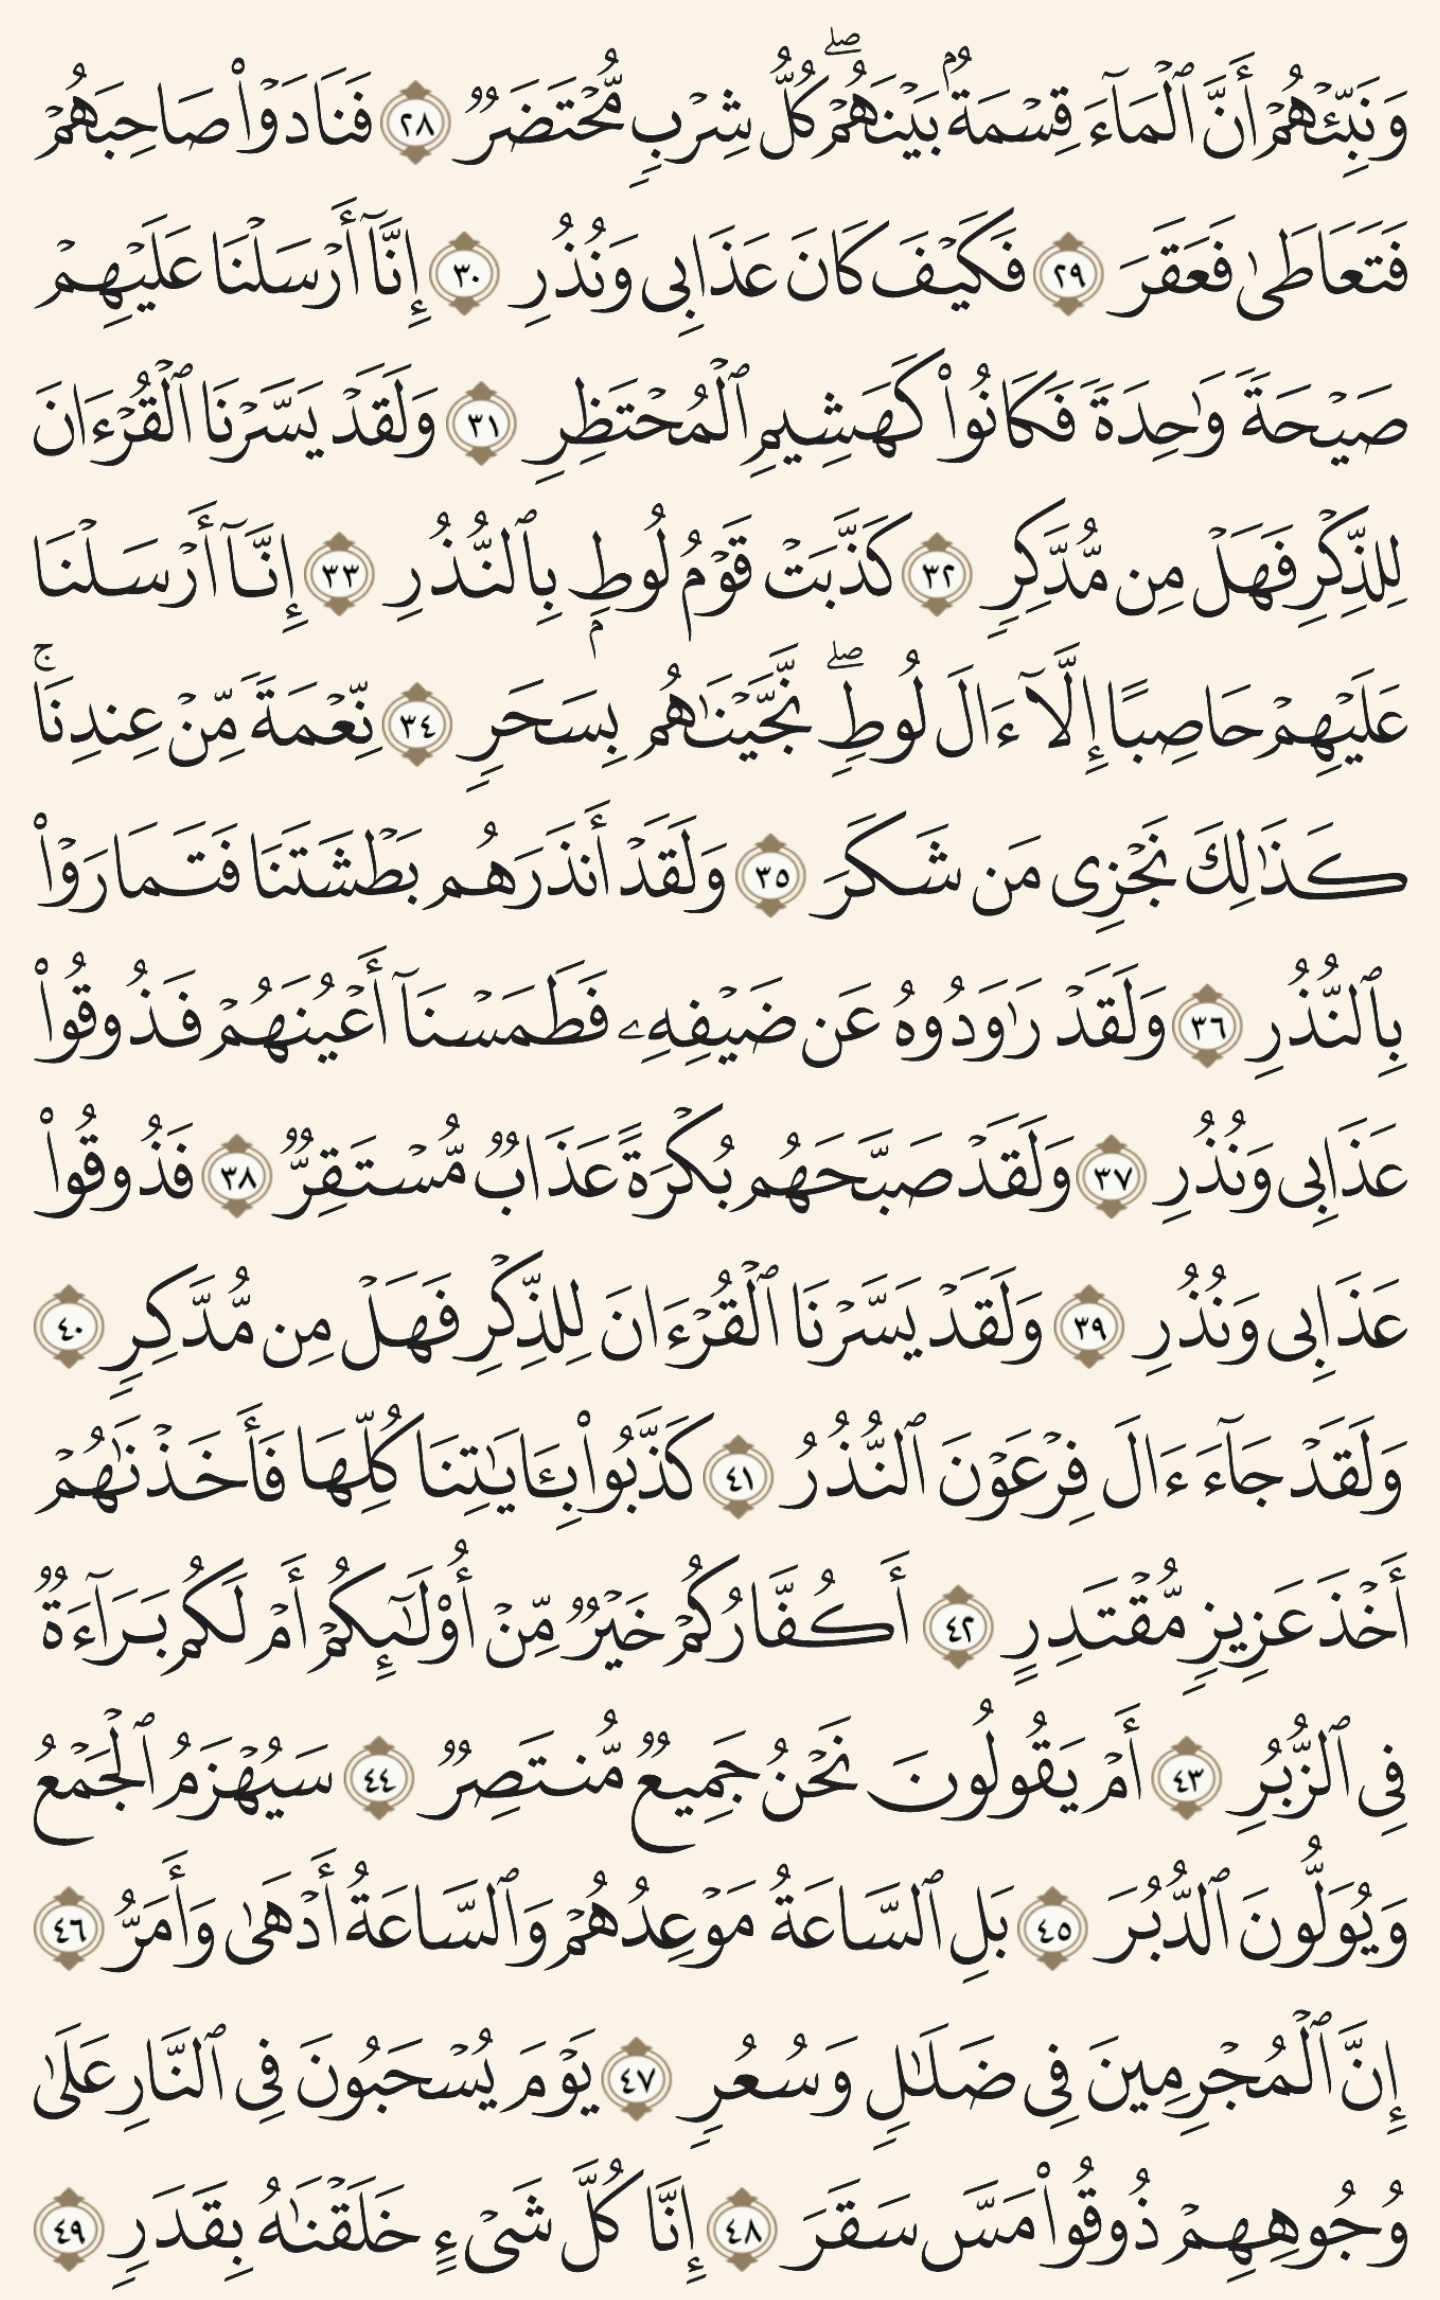 وَنَبِّئْهُمْ أَنَّ ٱلْمَآءَ قِسْمَةٌۢ بَيْنَهُمْ ۖ كُلُّ شِرْبٍ مُّحْتَضَرٌ ٢٨ فَنَادَوْا۟ صَاحِبَهُمْ
فَتَعَاطَىٰ فَعَقَرَ ٢٩ فَكَيْفَ كَانَ عَذَابِى وَنُذُرِ ٣٠ إِنَّآ أَرْسَلْنَا عَلَيْهِمْ
صَيْحَةً وَٰحِدَةً فَكَانُوا۟ كَهَشِيمِ ٱلْمُحْتَظِرِ ٣١ وَلَقَدْ يَسَّرْنَا ٱلْقُرْءَانَ
لِلذِّكْرِ فَهَلْ مِن مُّدَّكِرٍ ٣٢ كَذَّبَتْ قَوْمُ لُوطٍۭ بِٱلنُّذُرِ ٣٣ إِنَّآ أَرْسَلْنَا
عَلَيْهِمْ حَاصِبًا إِلَّآ ءَالَ لُوطٍ ۖ نَّجَّيْنَٰهُم بِسَحَرٍ ٣٤ نِّعْمَةً مِّنْ عِندِنَا ۚ
كَذَٰلِكَ نَجْزِى مَن شَكَرَ ٣٥ وَلَقَدْ أَنذَرَهُم بَطْشَتَنَا فَتَمَارَوْا۟
بِٱلنُّذُرِ ٣٦ وَلَقَدْ رَٰوَدُوهُ عَن ضَيْفِهِۦ فَطَمَسْنَآ أَعْيُنَهُمْ فَذُوقُوا۟
عَذَابِى وَنُذُرِ ٣٧ وَلَقَدْ صَبَّحَهُم بُكْرَةً عَذَابٌ مُّسْتَقِرٌّ ٣٨ فَذُوقُوا۟
عَذَابِى وَنُذُرِ ٣٩ وَلَقَدْ يَسَّرْنَا ٱلْقُرْءَانَ لِلذِّكْرِ فَهَلْ مِن مُّدَّكِرٍ ٤٠
وَلَقَدْ جَآءَ ءَالَ فِرْعَوْنَ ٱلنُّذُرُ ٤١ كَذَّبُوا۟ بِـَٔايَٰتِنَا كُلِّهَا فَأَخَذْنَٰهُمْ
أَخْذَ عَزِيزٍ مُّقْتَدِرٍ ٤٢ أَكُفَّارُكُمْ خَيْرٌ مِّنْ أُو۟لَٰٓئِكُمْ أَمْ لَكُم بَرَآءَةٌ
فِى ٱلزُّبُرِ ٤٣ أَمْ يَقُولُونَ نَحْنُ جَمِيعٌ مُّنتَصِرٌ ٤٤ سَيُهْزَمُ ٱلْجَمْعُ
وَيُوَلُّونَ ٱلدُّبُرَ ٤٥ بَلِ ٱلسَّاعَةُ مَوْعِدُهُمْ وَٱلسَّاعَةُ أَدْهَىٰ وَأَمَرُّ ٤٦
إِنَّ ٱلْمُجْرِمِينَ فِى ضَلَٰلٍ وَسُعُرٍ ٤٧ يَوْمَ يُسْحَبُونَ فِى ٱلنَّارِ عَلَىٰ
وُجُوهِهِمْ ذُوقُوا۟ مَسَّ سَقَرَ ٤٨ إِنَّا كُلَّ شَىْءٍ خَلَقْنَٰهُ بِقَدَرٍ ٤٩